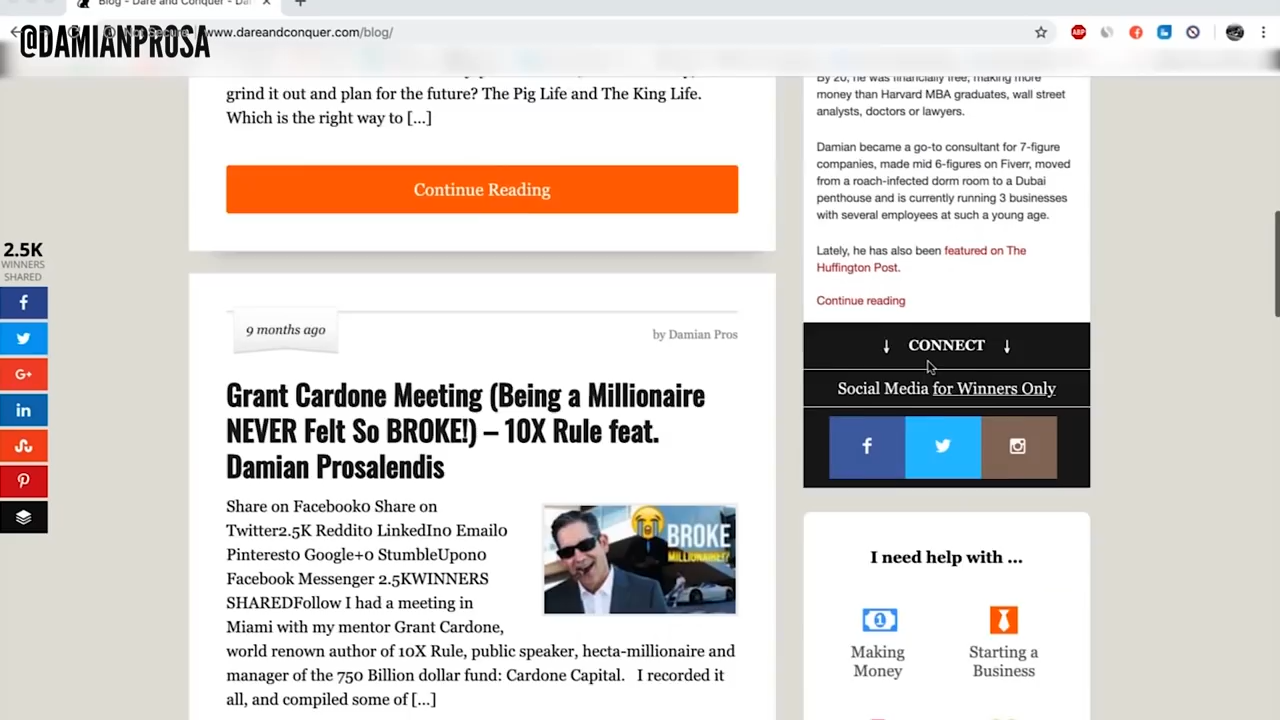 Blog - Dare and Conquer - Da
@DAMIANPROSA
Not Secure
www.dareandconquer.com/blog/
ABP
grind it out and plan for the future? The Pig Life and The King Life.
Which is the right way to […]
Continue Reading
2.5K
WINNERS
SHARED
9 months ago
by Damian Pros
Grant Cardone Meeting (Being a Millionaire
NEVER Felt So BROKE!) – 10X Rule feat.
Damian Prosalendis
Share on Facebook0 Share on
Twitter2.5K Reddit0 LinkedIn0 Email0
Pinterest0 Google+0 StumbleUpon0
Facebook Messenger 2.5KWINNERS
SHAREDFollow I had a meeting in
Miami with my mentor Grant Cardone,
world renown author of 10X Rule, public speaker, hecta-millionaire and
manager of the 750 Billion dollar fund: Cardone Capital. I recorded it
all, and compiled some of […]
BROKE
MILLIONAIRE!?
By 20, he was financially free, making more
money than Harvard MBA graduates, wall street
analysts, doctors or lawyers.
Damian became a go-to consultant for 7-figure
companies, made mid 6-figures on Fiverr, moved
from a roach-infected dorm room to a Dubai
penthouse and is currently running 3 businesses
with several employees at such a young age.
Lately, he has also been featured on The
Huffington Post.
Continue reading
↓ CONNECT ↓
Social Media for Winners Only
I need help with ...
Making
Money
Starting a
Business